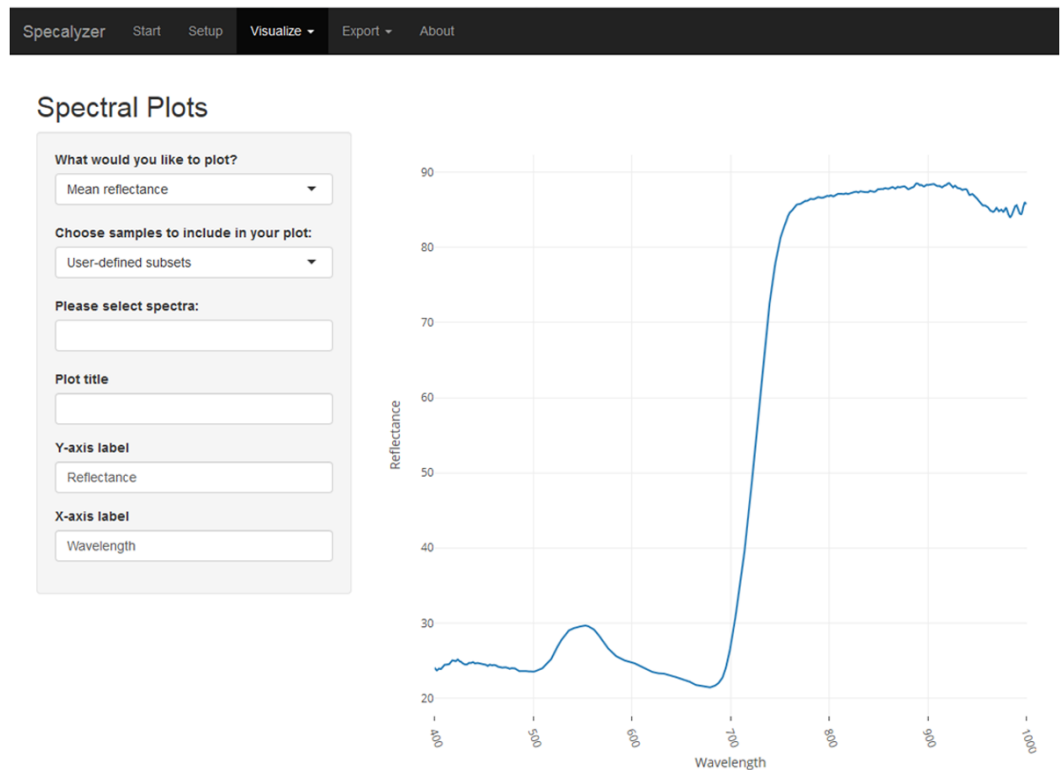 Specalyzer Start Setup Visualize Export About
Spectral Plots
What would you like to plot?
Mean reflectance
Choose samples to include in your plot:
User-defined subsets
Please select spectra:
Plot title
Y-axis label
Reflectance
X-axis label
Wavelength
90
80
70
60
50
40
30
20
Reflectance
400 500 600 700 800 900 1000
Wavelength